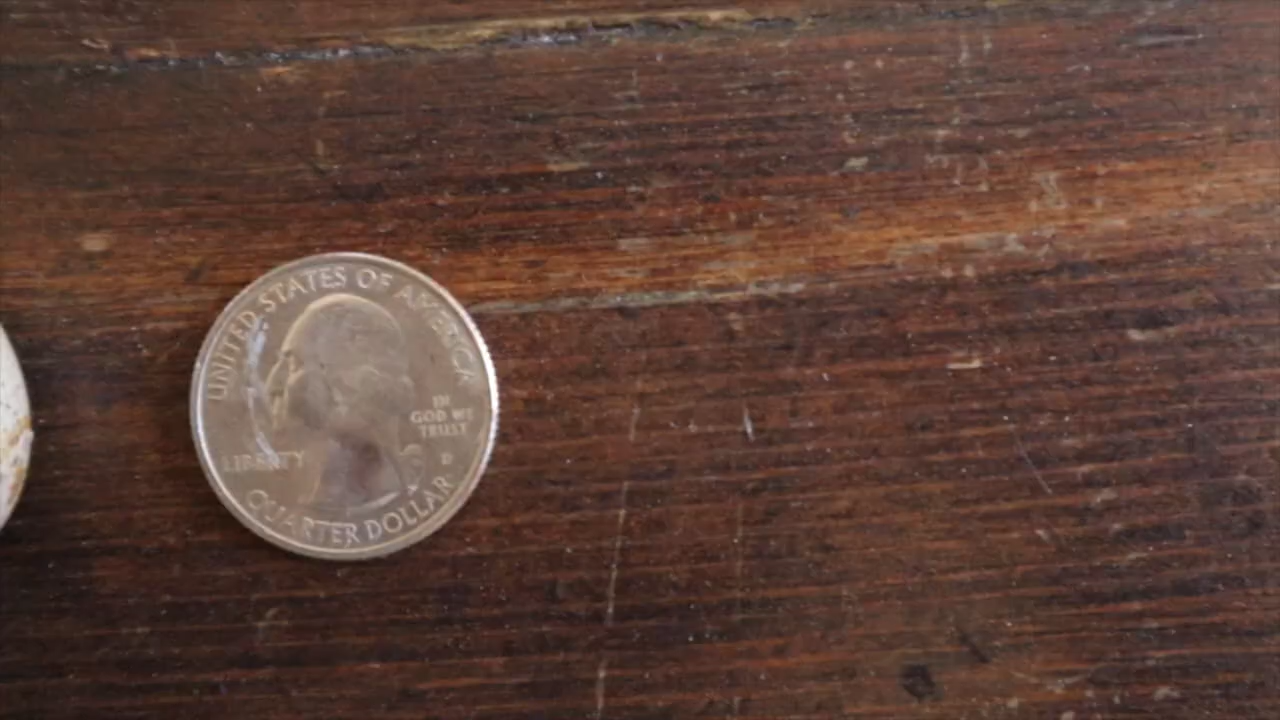 UNITED STATES OF AMERICA
IN
GOD WE
TRUST
LIBERTY
D
QUARTER DOLLAR